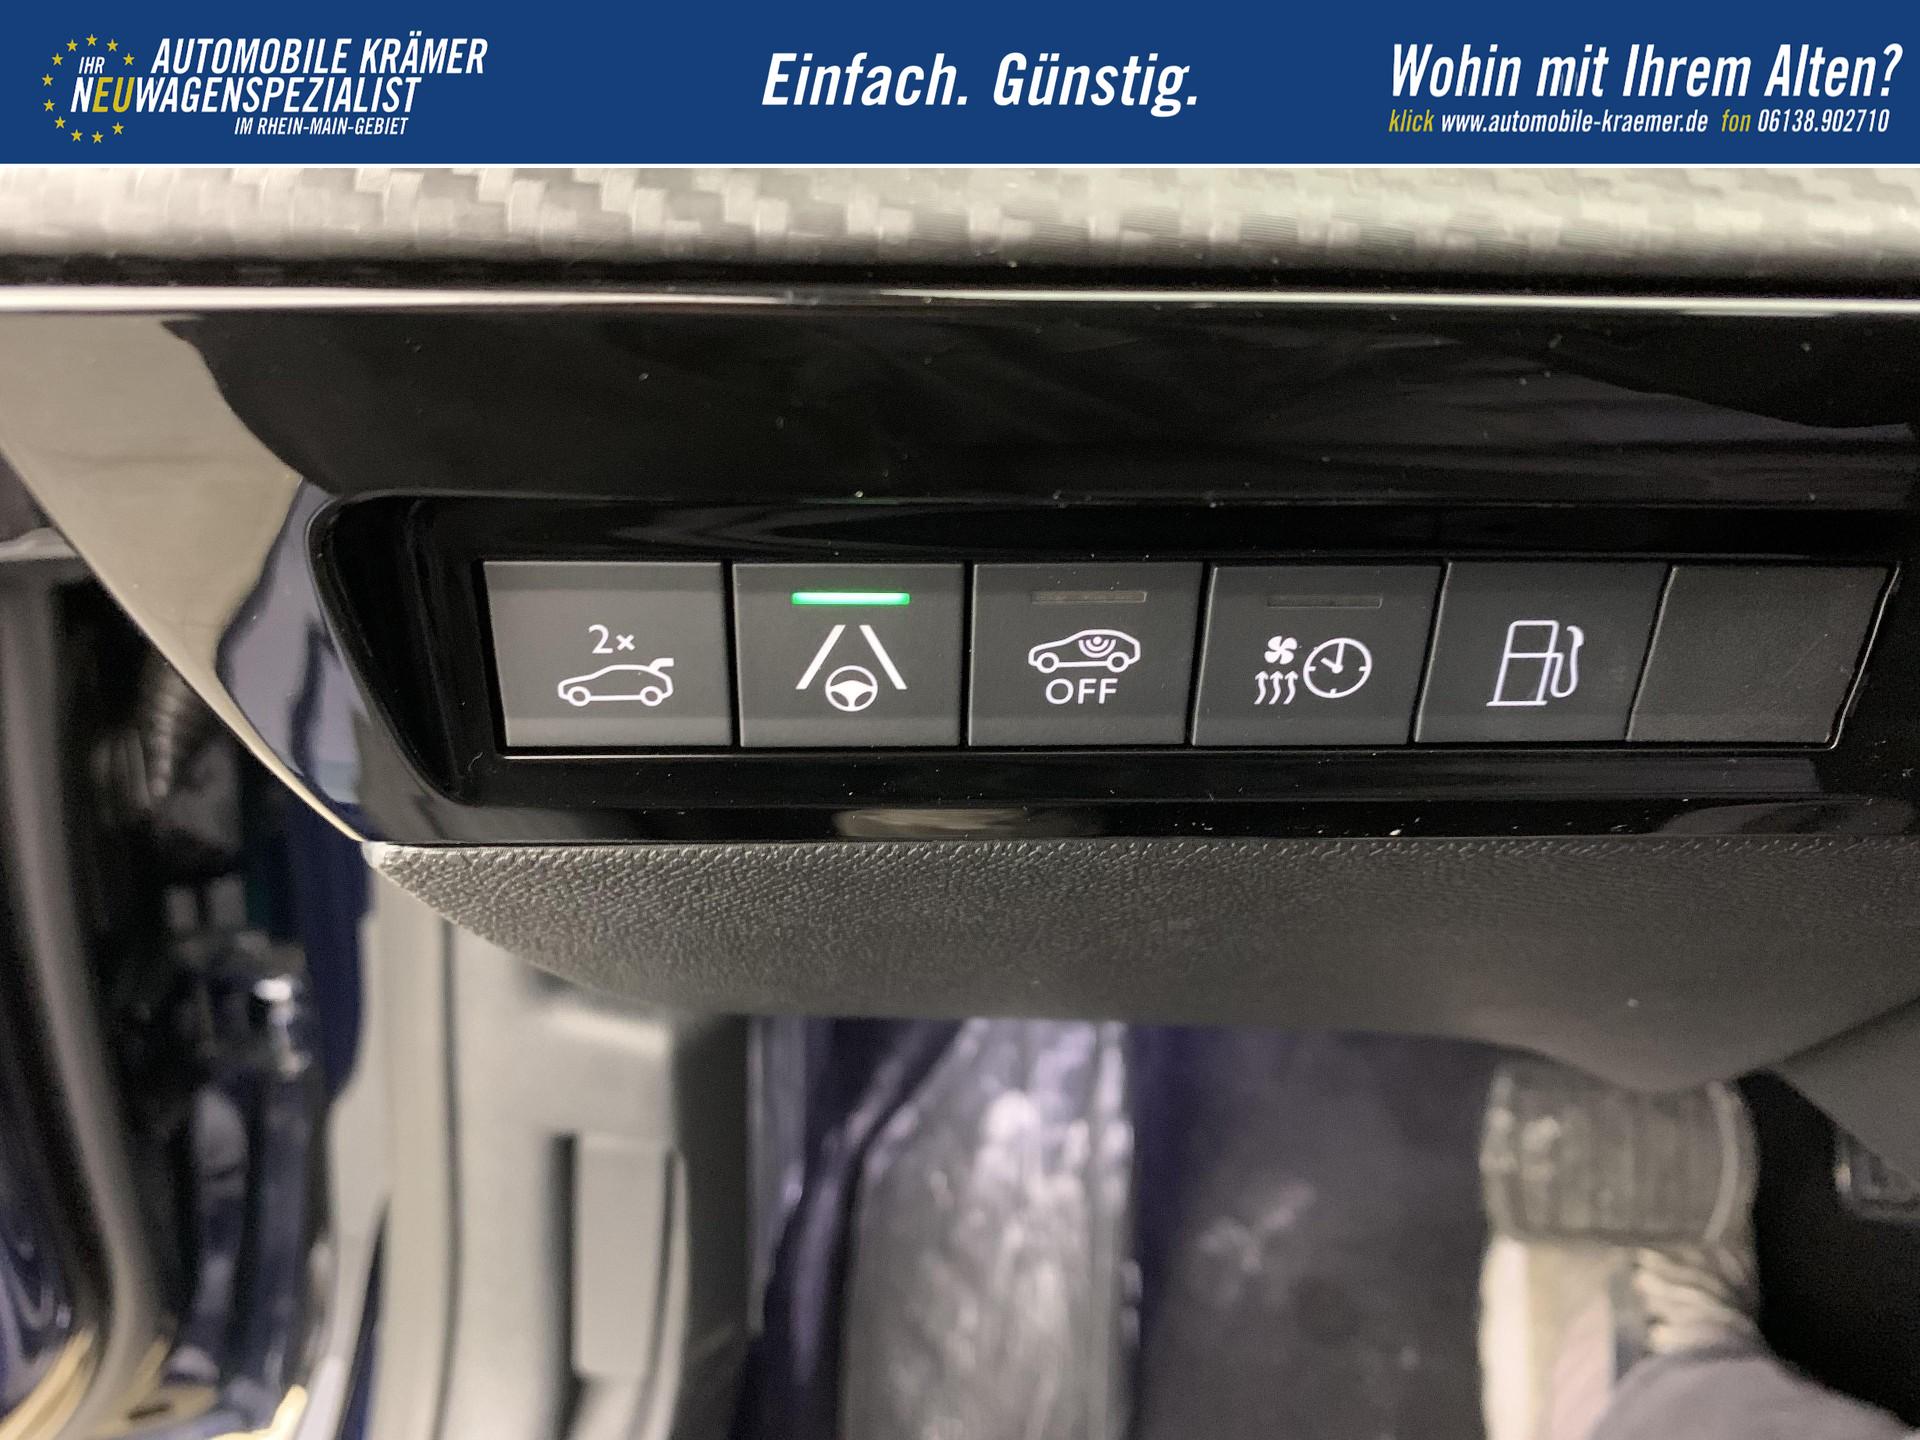 IHR
AUTOMOBILE KRÄMER
NEUWAGENSPEZIALIST
IM RHEIN-MAIN-GEBIET
Einfach. Günstig.
Wohin mit Ihrem Alten?
klick www.automobile-kraemer.de fon 06138.902710
2x
OFF